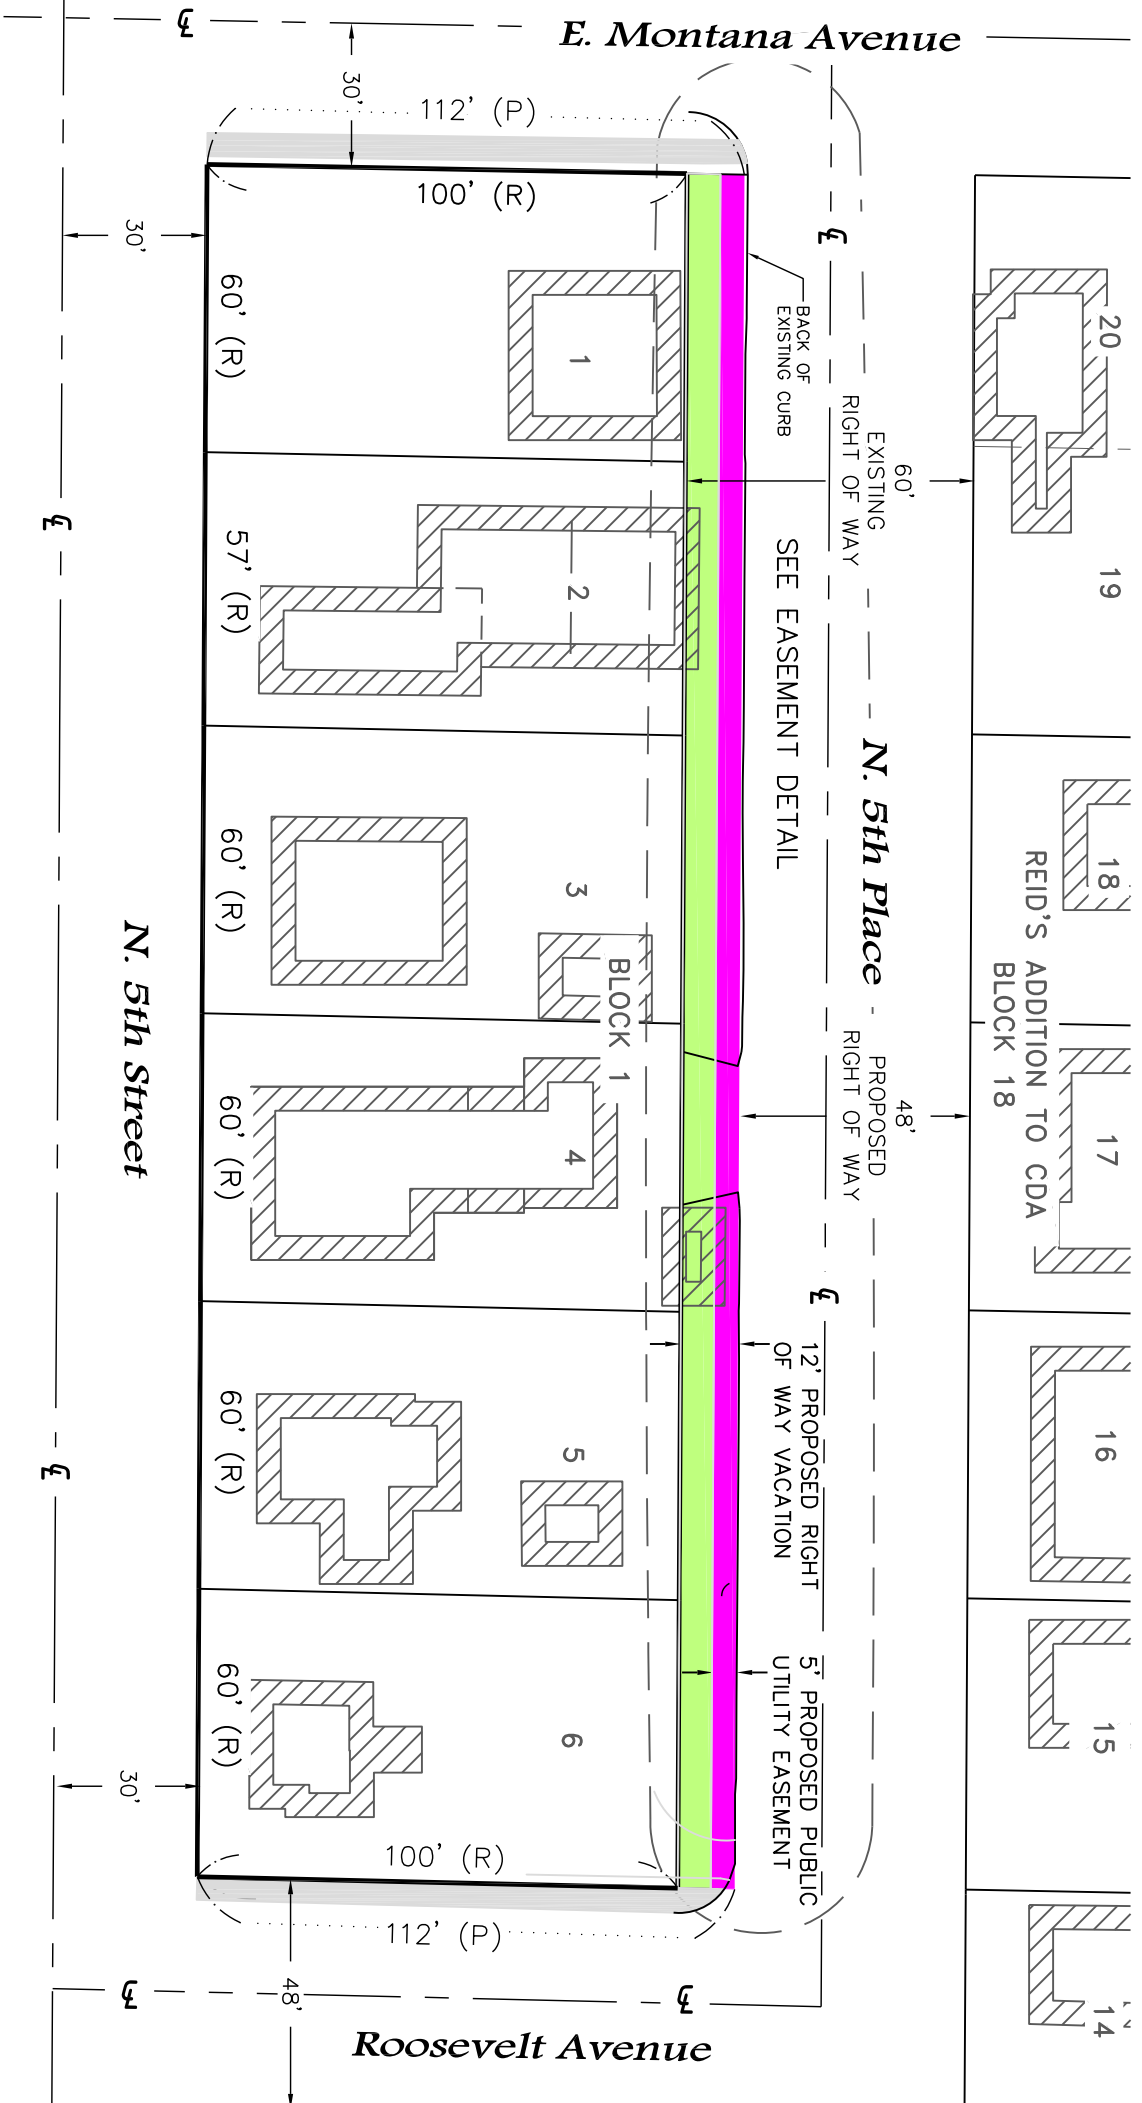 E. Montana Avenue
30'
112' (P)
100' (R)
30'
60' (R)
1
BACK OF
EXISTING CURB
20
60'
EXISTING
RIGHT OF WAY
57' (R)
2
SEE EASEMENT DETAIL
19
N. 5th Place
60' (R)
3
BLOCK 1
18
REID'S ADDITION TO CDA
BLOCK 18
N. 5th Street
48'
PROPOSED
RIGHT OF WAY
60' (R)
4
17
12' PROPOSED RIGHT
OF WAY VACATION
60' (R)
5
16
5' PROPOSED PUBLIC
UTILITY EASEMENT
60' (R)
6
15
30'
100' (R)
112' (P)
48'
14
Roosevelt Avenue